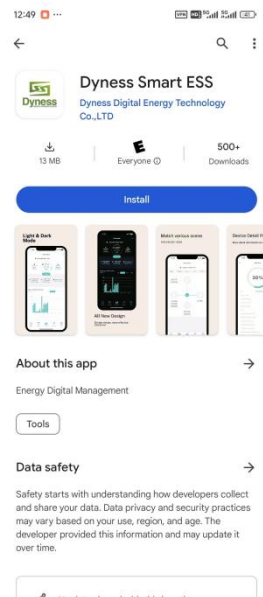 12:49
Dyness
Dyness Smart ESS
Dyness Digital Energy Technology
Co.,LTD
13 MB
E
Everyone
500+
Downloads
Install
Light & Dark
Mode
All New Design
Match various scene
About this app
Energy Digital Management
Tools
Data safety
Safety starts with understanding how developers collect
and share your data. Data privacy and security practices
may vary based on your use, region, and age. The
developer provided this information and may update it
over time.